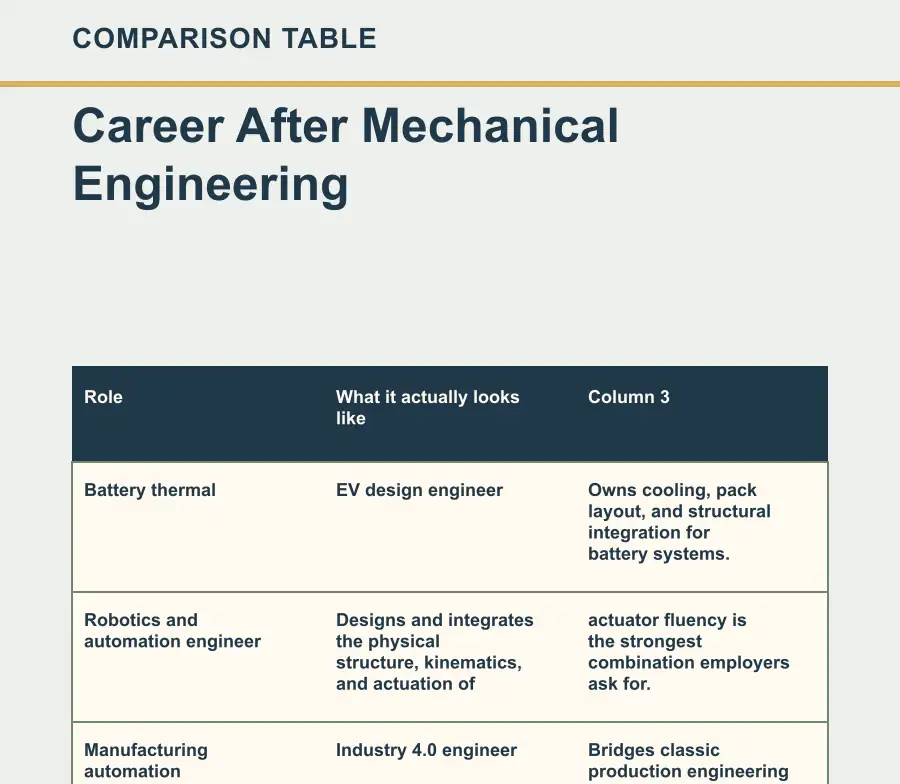 COMPARISON TABLE
Career After Mechanical
Engineering
Role
What it actually looks
like
Column 3
Battery thermal
EV design engineer
Owns cooling, pack
layout, and structural
integration for
battery systems.
Robotics and
automation engineer
Designs and integrates
the physical
structure, kinematics,
and actuation of
actuator fluency is
the strongest
combination employers
ask for.
Manufacturing
automation
Industry 4.0 engineer
Bridges classic
production engineering